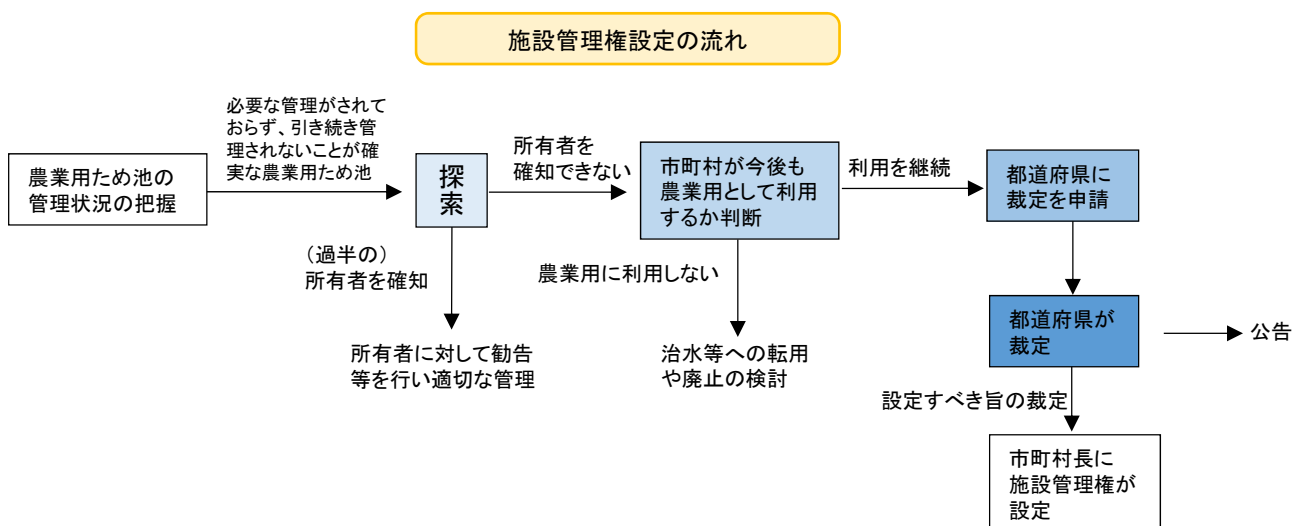 施設管理権設定の流れ
農業用ため池の
管理状況の把握
必要な管理がされて
おらず、引き続き管
理されないことが確
実な農業用ため池
探
索
所有者を
確知できない
市町村が今後も
農業用として利用
するか判断
利用を継続
都道府県に
裁定を申請
（過半の）
所有者を確知
農業用に利用しない
所有者に対して勧告
等を行い適切な管理
治水等への転用
や廃止の検討
都道府県が
裁定
公告
設定すべき旨の裁定
市町村長に
施設管理権が
設定